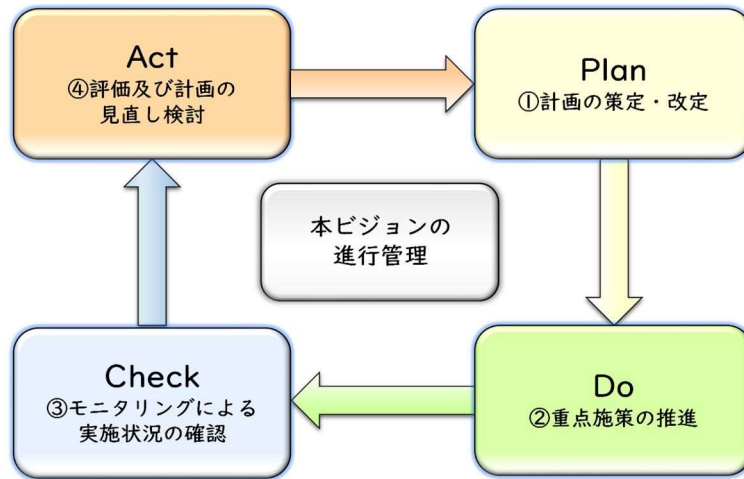 Act
④評価及び計画の
見直し検討
Plan
①計画の策定・改定
本ビジョンの
進行管理
Check
③モニタリングによる
実施状況の確認
Do
②重点施策の推進